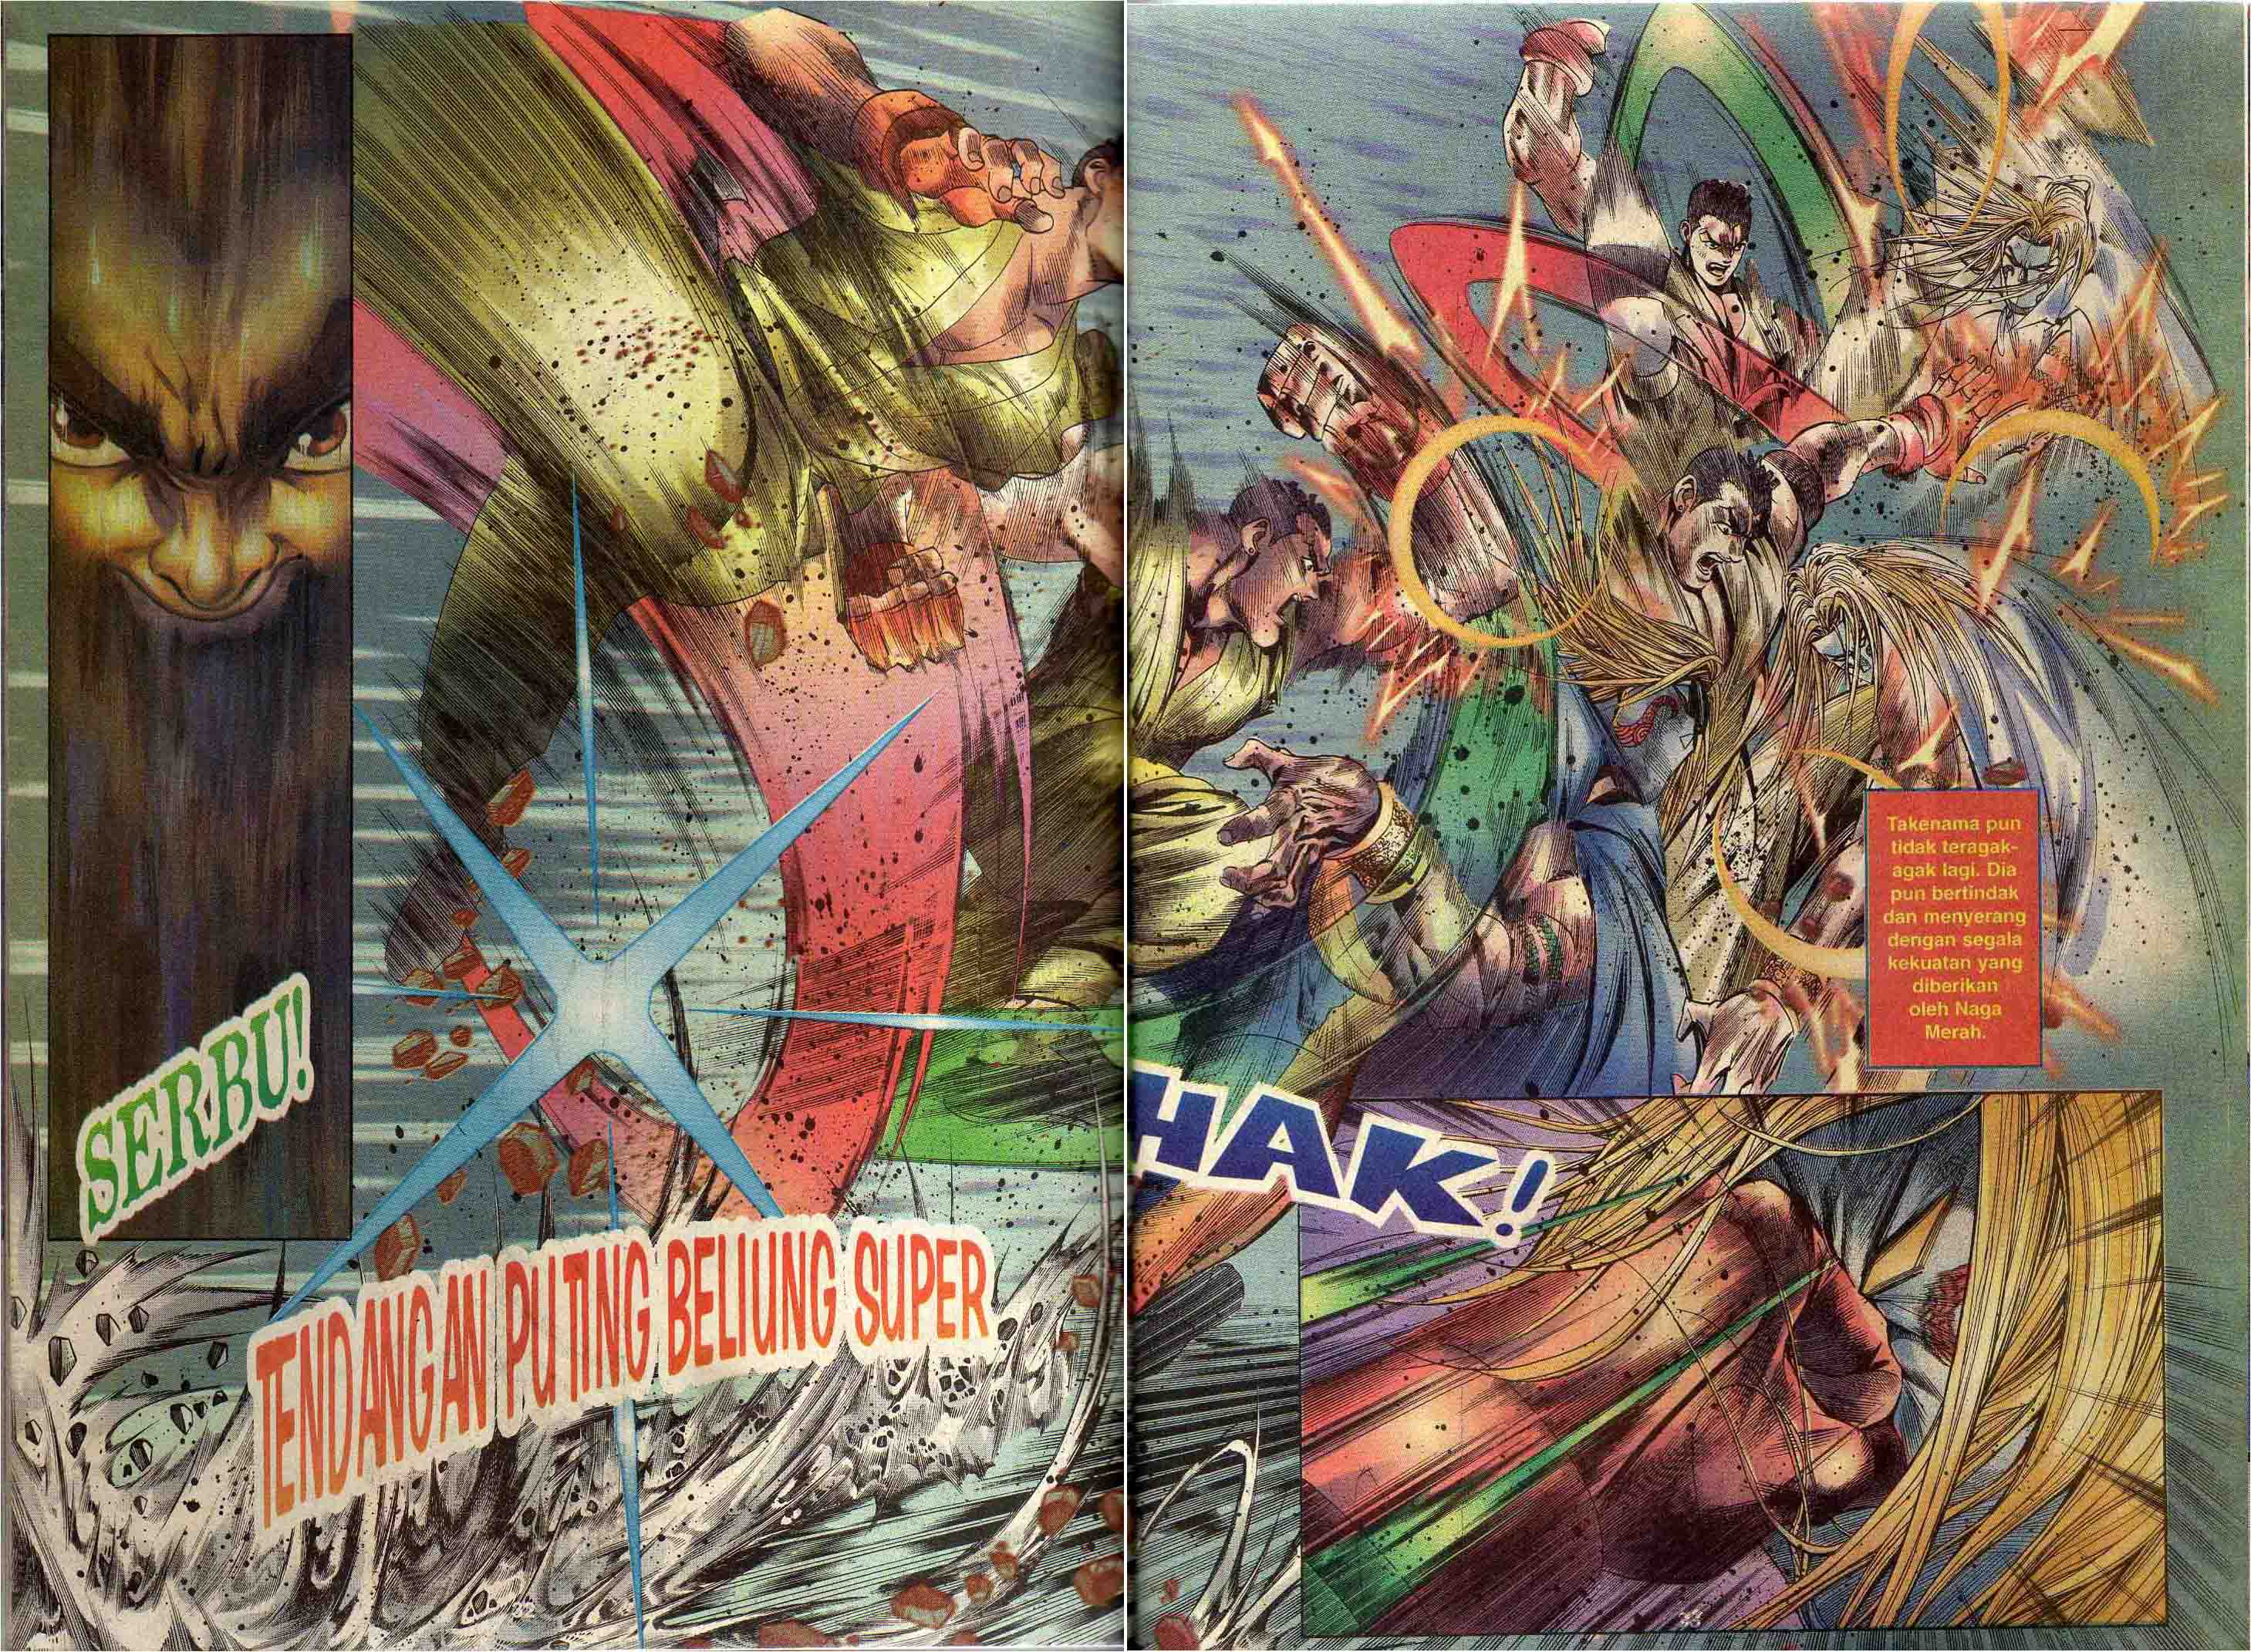 SERBU!
TENDANGAN PUTING BELIUNG SUPER
Takenama pun
tidak teragak-
agak lagi. Dia
pun bertindak
dan menyerang
dengan segala
kekuatan yang
diberikan
oleh Naga
Merah.
HAK!
22